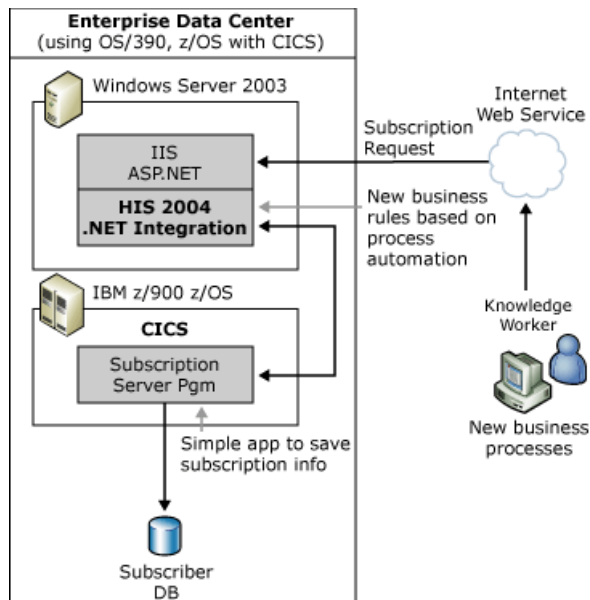 Enterprise Data Center
(using OS/390, z/OS with CICS)
Windows Server 2003
IIS
ASP.NET
HIS 2004
.NET Integration
Subscription
Request
Internet
Web Service
New business
rules based on
process
automation
Knowledge
Worker
New business
processes
IBM z/900 z/OS
CICS
Subscription
Server Pgm
Simple app to save
subscription info
Subscriber
DB